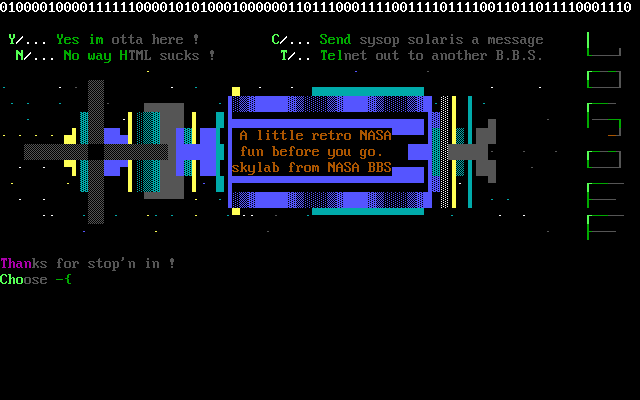 Y/... Yes im otta here ! C/... Send sysop solaris a message
N/... No way HTML sucks ! T/... Telnet out to another B.B.S.
A little retro NASA
fun before you go.
skylab from NASA BBS
Thanks for stop'n in !
Choose -{